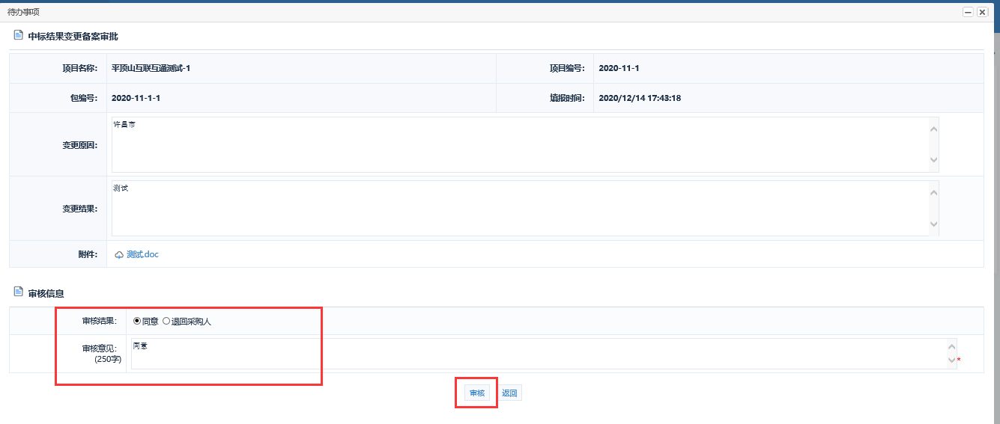 待办事项
中标结果变更备案审批
项目名称: 平顶山互联互通测试-1 项目编号: 2020-11-1
包编号: 2020-11-1-1 填报时间: 2020/12/14 17:43:18
变更原因: 许昌市
变更结果: 测试
附件: 测试.doc
审核信息
审核结果: 同意 退回采购人
审核意见: 同意
(250字) *
审核 返回